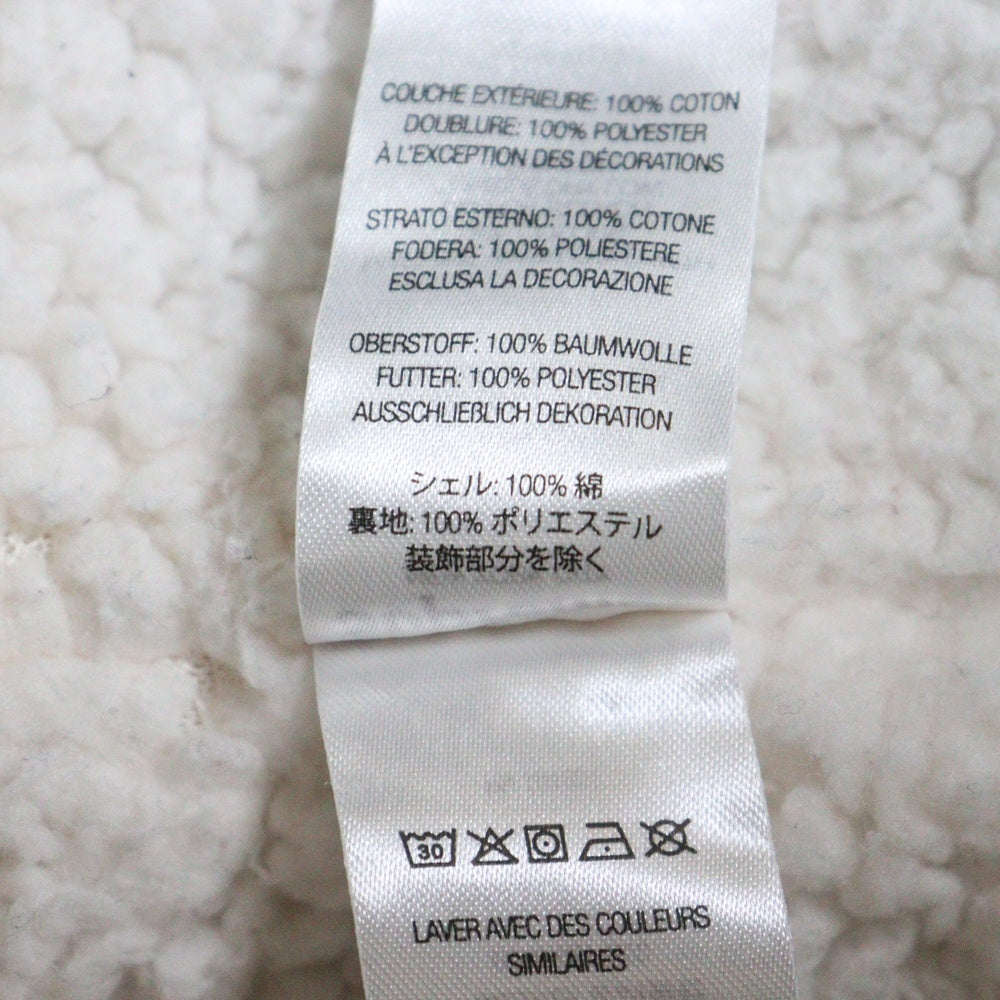 COUCHE EXTÉRIEURE: 100% COTON
DOUBLURE: 100% POLYESTER
À L'EXCEPTION DES DÉCORATIONS
STRATO ESTERNO: 100% COTONE
FODERA: 100% POLIESTERE
ESCLUSA LA DECORAZIONE
OBERSTOFF: 100% BAUMWOLLE
FUTTER: 100% POLYESTER
AUSSCHLIEßLICH DEKORATION
シェル: 100% 綿
裏地: 100% ポリエステル
装飾部分を除く
30
LAVER AVEC DES COULEURS
SIMILAIRES